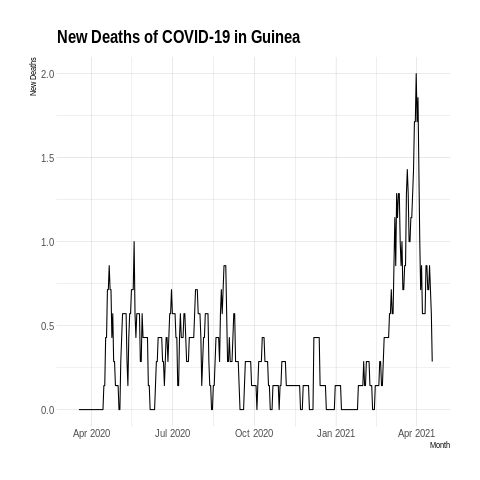 New Deaths of COVID-19 in Guinea
New Deaths
2.0
1.5
1.0
0.5
0.0
Apr 2020 Jul 2020 Oct 2020 Jan 2021 Apr 2021
Month